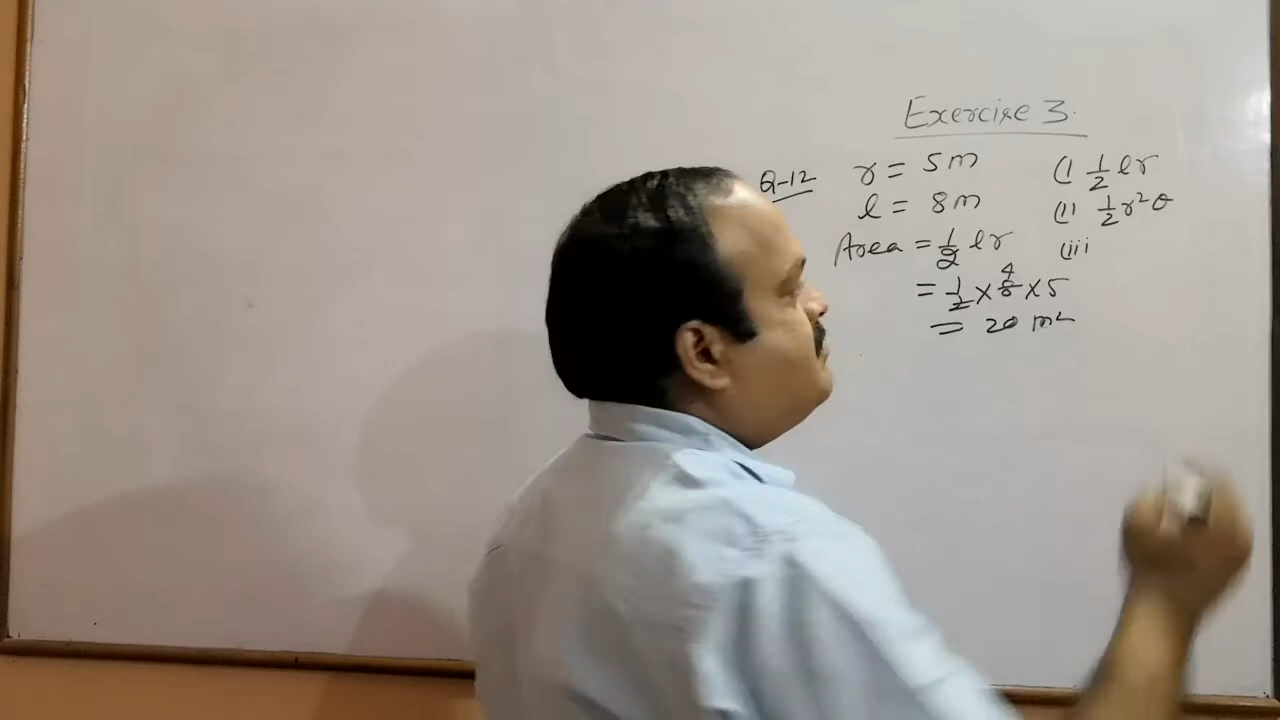 Exercise 3.
Q-12 r = 5m (i 1/2 lr
l = 8m (ii 1/2 r²θ
Area = 1/2 lr (iii
= 1/2 × 8 4 × 5
= 20 m²